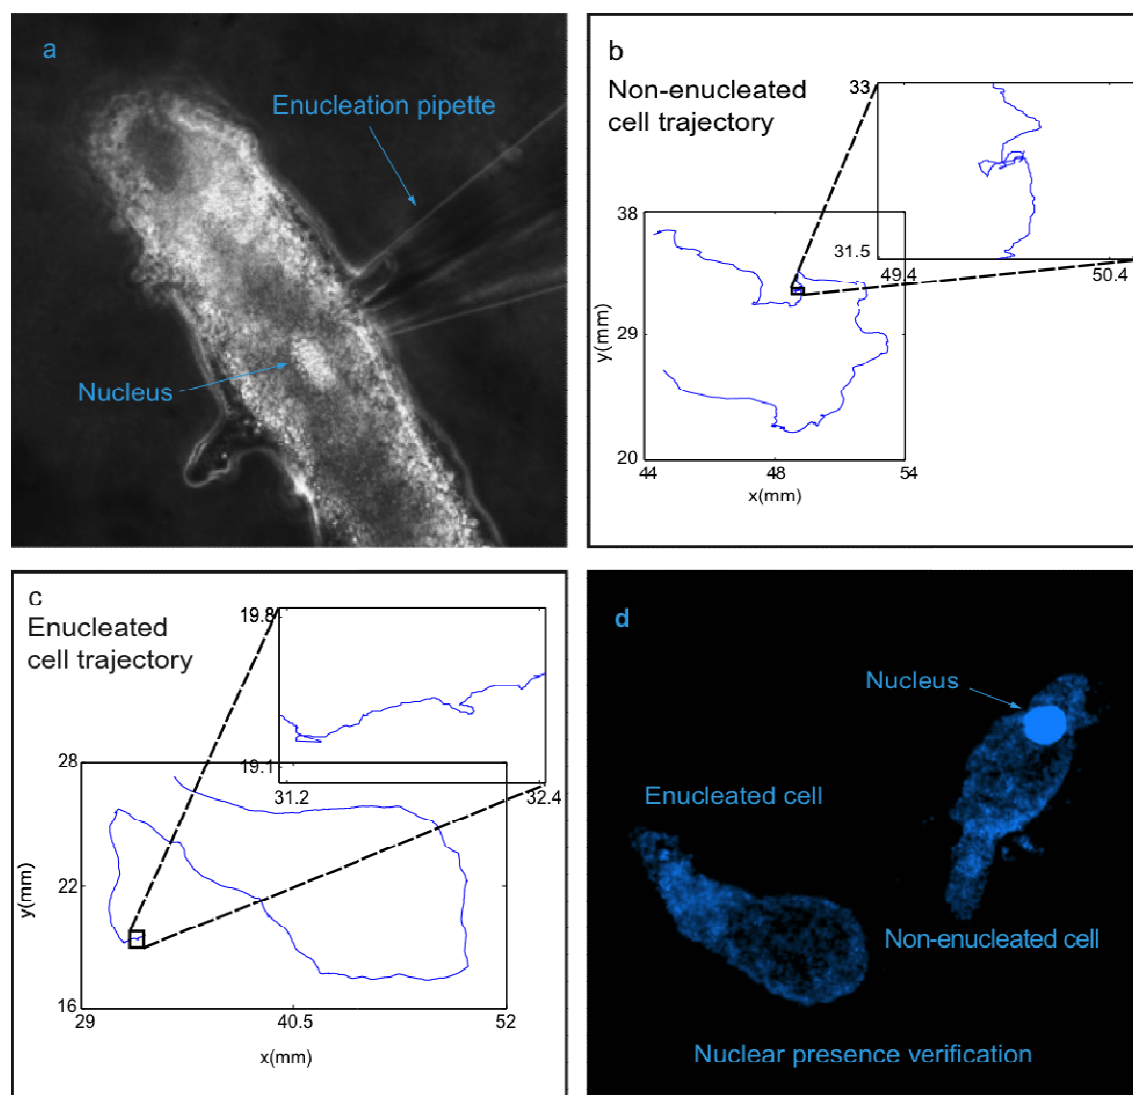 a
Enucleation pipette
Nucleus
b
Non-enucleated
cell trajectory
33
31.5
49.4
50.4
38
29
20
44
48
54
y(mm)
x(mm)
c
Enucleated
cell trajectory
19.8
19.1
31.2
32.4
28
22
16
29
40.5
52
y(mm)
x(mm)
d
Nucleus
Enucleated cell
Non-enucleated cell
Nuclear presence verification